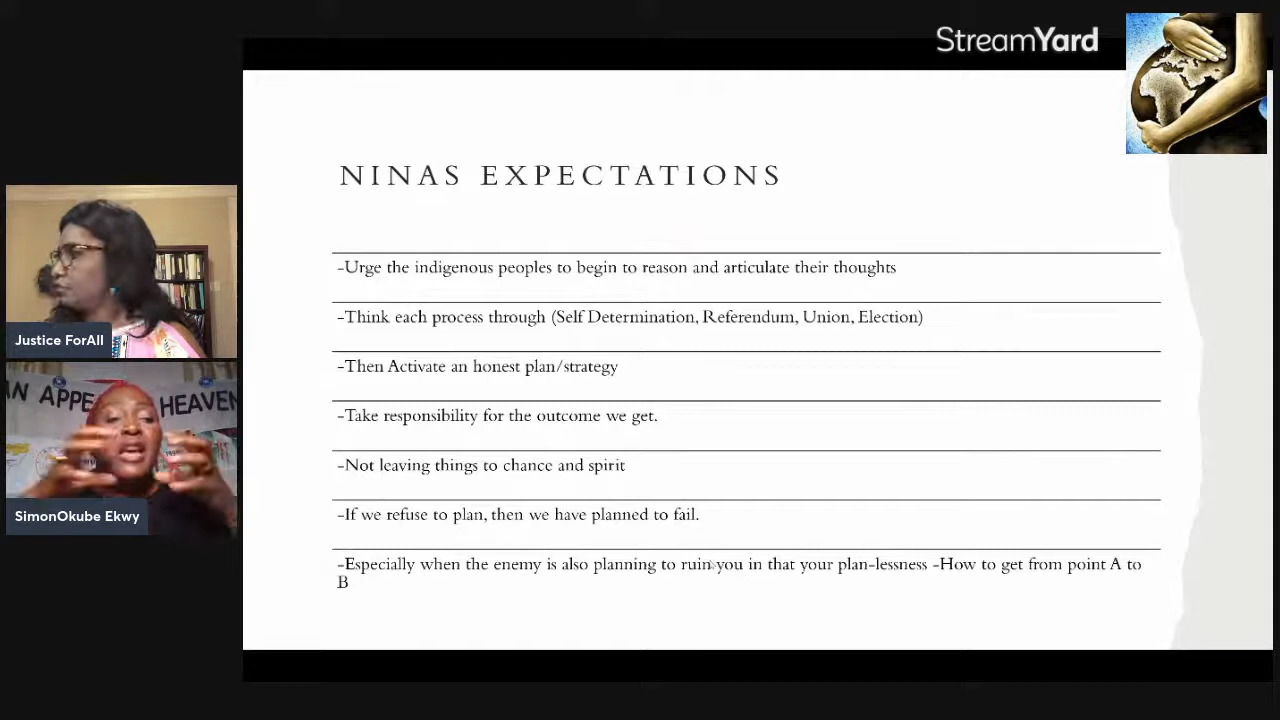 StreamYard
NINAS EXPECTATIONS
-Urge the indigenous peoples to begin to reason and articulate their thoughts
-Think each process through (Self Determination, Referendum, Union, Election)
-Then Activate an honest plan/strategy
-Take responsibility for the outcome we get.
-Not leaving things to chance and spirit
-If we refuse to plan, then we have planned to fail.
-Especially when the enemy is also planning to ruin you in that your plan-lessness -How to get from point A to
B
Justice ForAll
AN APPE HEAVEN
SimonOkube Ekwy